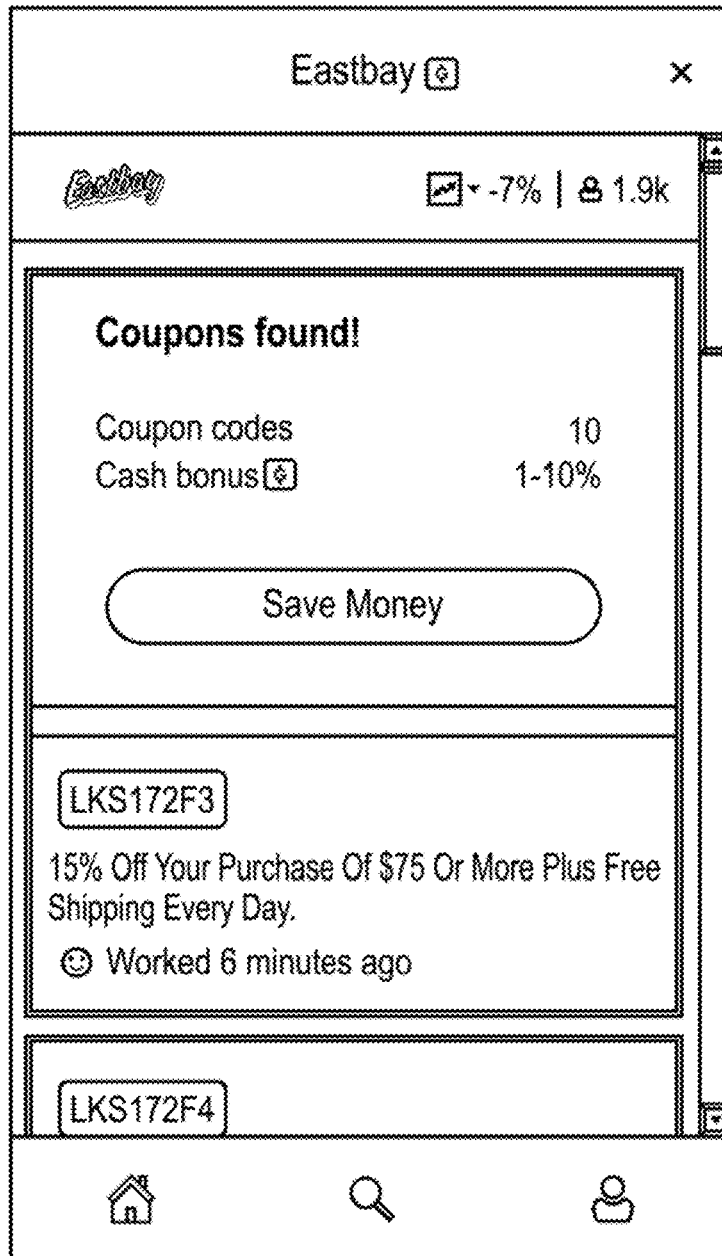 Eastbay
Eastbay
-7% | 1.9k
Coupons found!
Coupon codes 10
Cash bonus 1-10%
Save Money
LKS172F3
15% Off Your Purchase Of $75 Or More Plus Free
Shipping Every Day.
Worked 6 minutes ago
LKS172F4